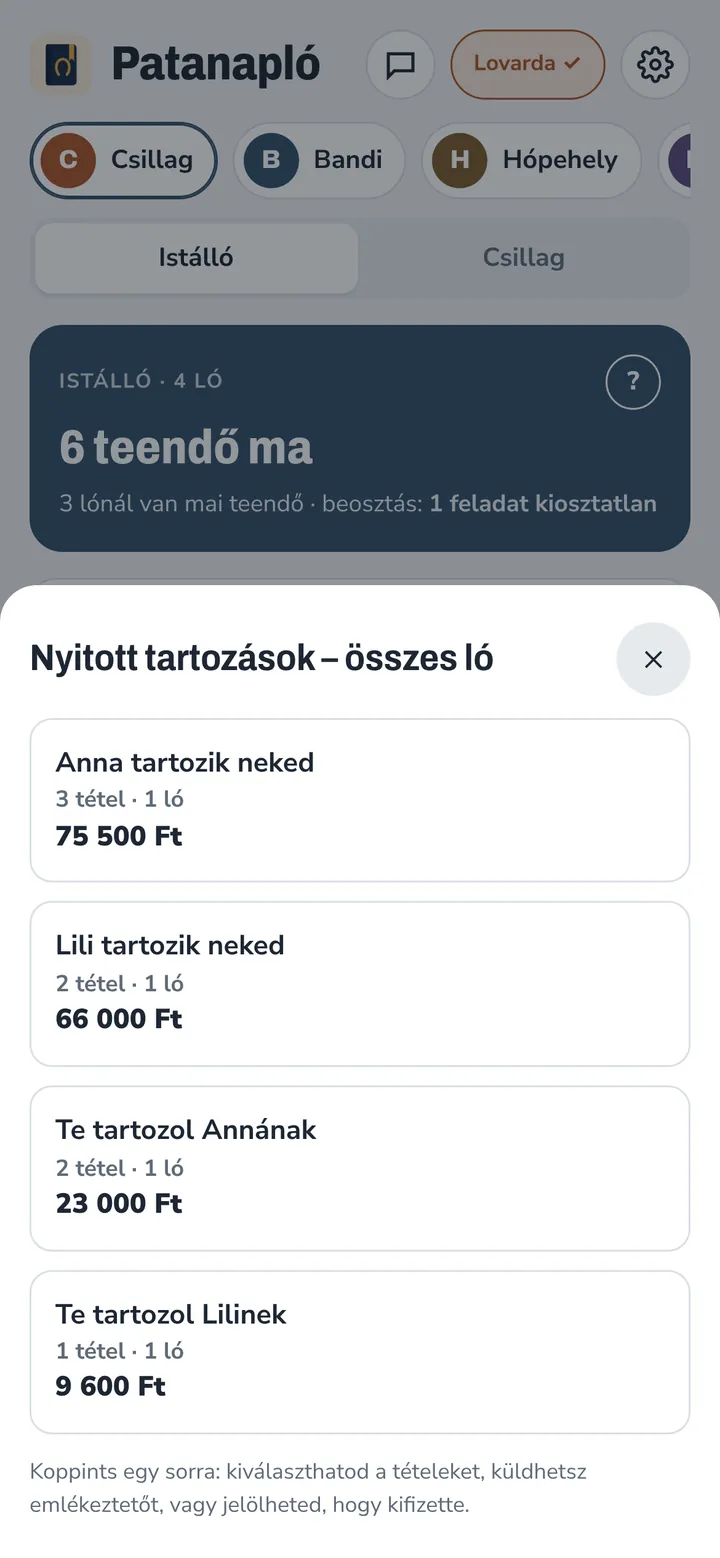 Patanapló
Lovarda ✓
C Csillag
B Bandi
H Hópehely
Istálló
Csillag
ISTÁLLÓ · 4 LÓ
?
6 teendő ma
3 lónál van mai teendő · beosztás: 1 feladat kiosztatlan
Nyitott tartozások – összes ló
Anna tartozik neked
3 tétel · 1 ló
75 500 Ft
Lili tartozik neked
2 tétel · 1 ló
66 000 Ft
Te tartozol Annának
2 tétel · 1 ló
23 000 Ft
Te tartozol Lilinek
1 tétel · 1 ló
9 600 Ft
Koppints egy sorra: kiválaszthatod a tételeket, küldhetsz
emlékeztetőt, vagy jelölheted, hogy kifizette.